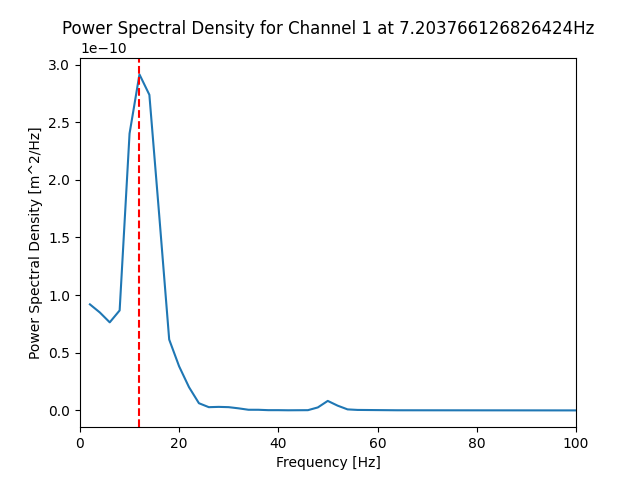 Power Spectral Density for Channel 1 at 7.203766126826424Hz
1e−10
3.0
2.5
2.0
1.5
1.0
0.5
0.0
Power Spectral Density [m^2/Hz]
0 20 40 60 80 100
Frequency [Hz]